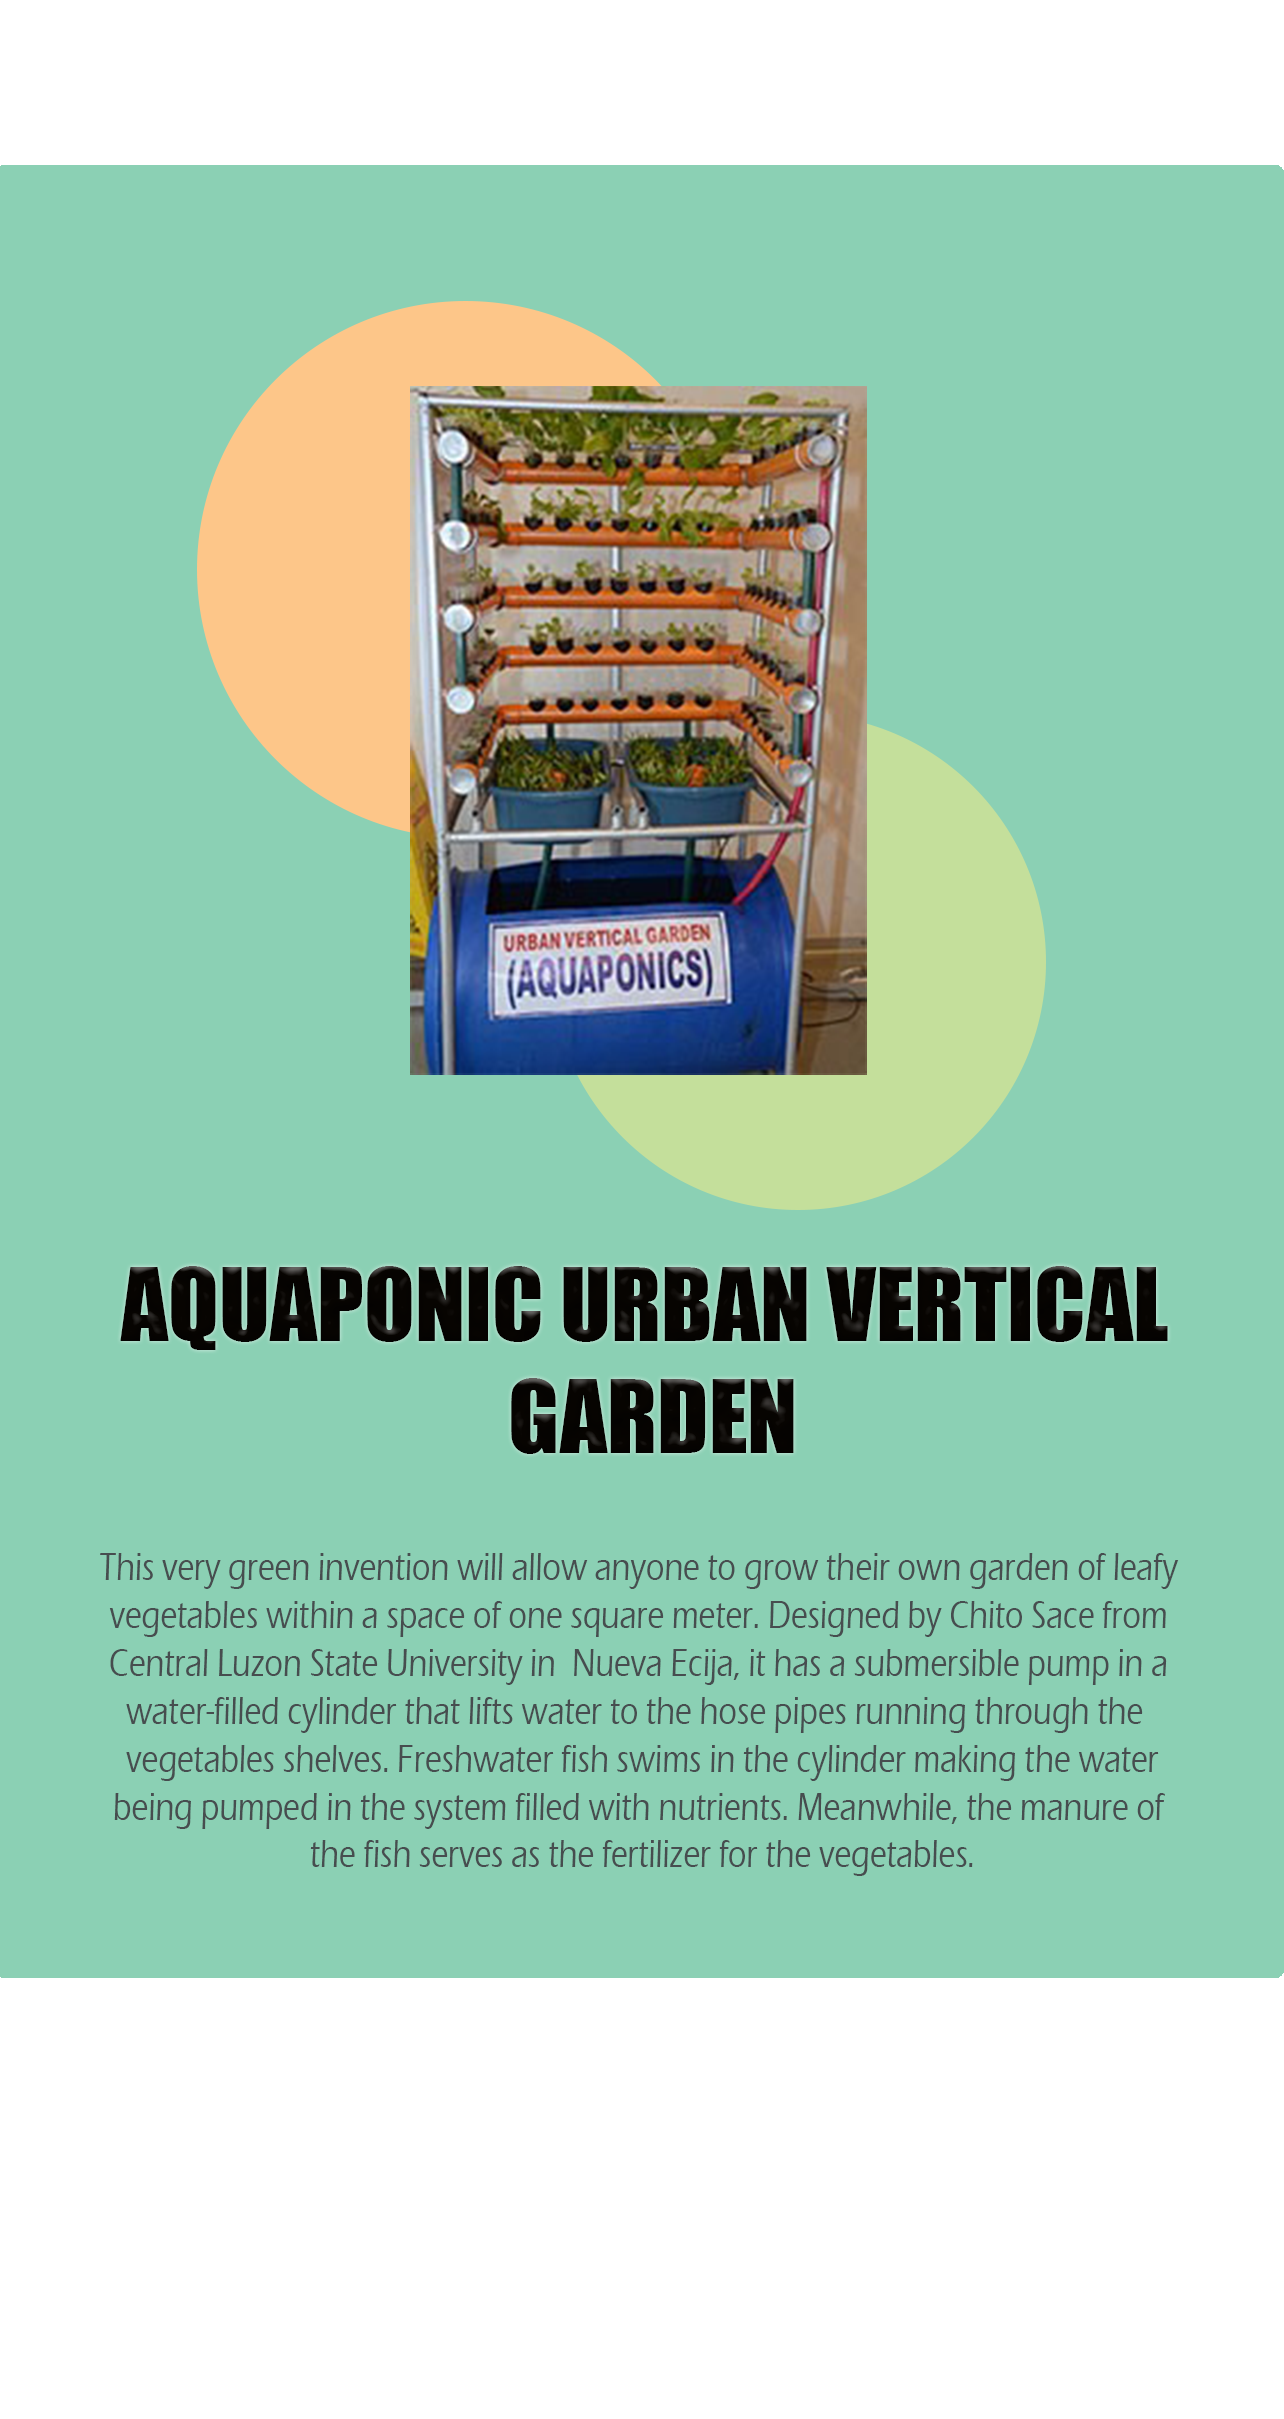 URBAN VERTICAL GARDEN
(AQUAPONICS)
AQUAPONIC URBAN VERTICAL
GARDEN
This very green invention will allow anyone to grow their own garden of leafy
vegetables within a space of one square meter. Designed by Chito Sace from
Central Luzon State University in  Nueva Ecija, it has a submersible pump in a
water-filled cylinder that lifts water to the hose pipes running through the
vegetables shelves. Freshwater fish swims in the cylinder making the water
being pumped in the system filled with nutrients. Meanwhile, the manure of
the fish serves as the fertilizer for the vegetables.